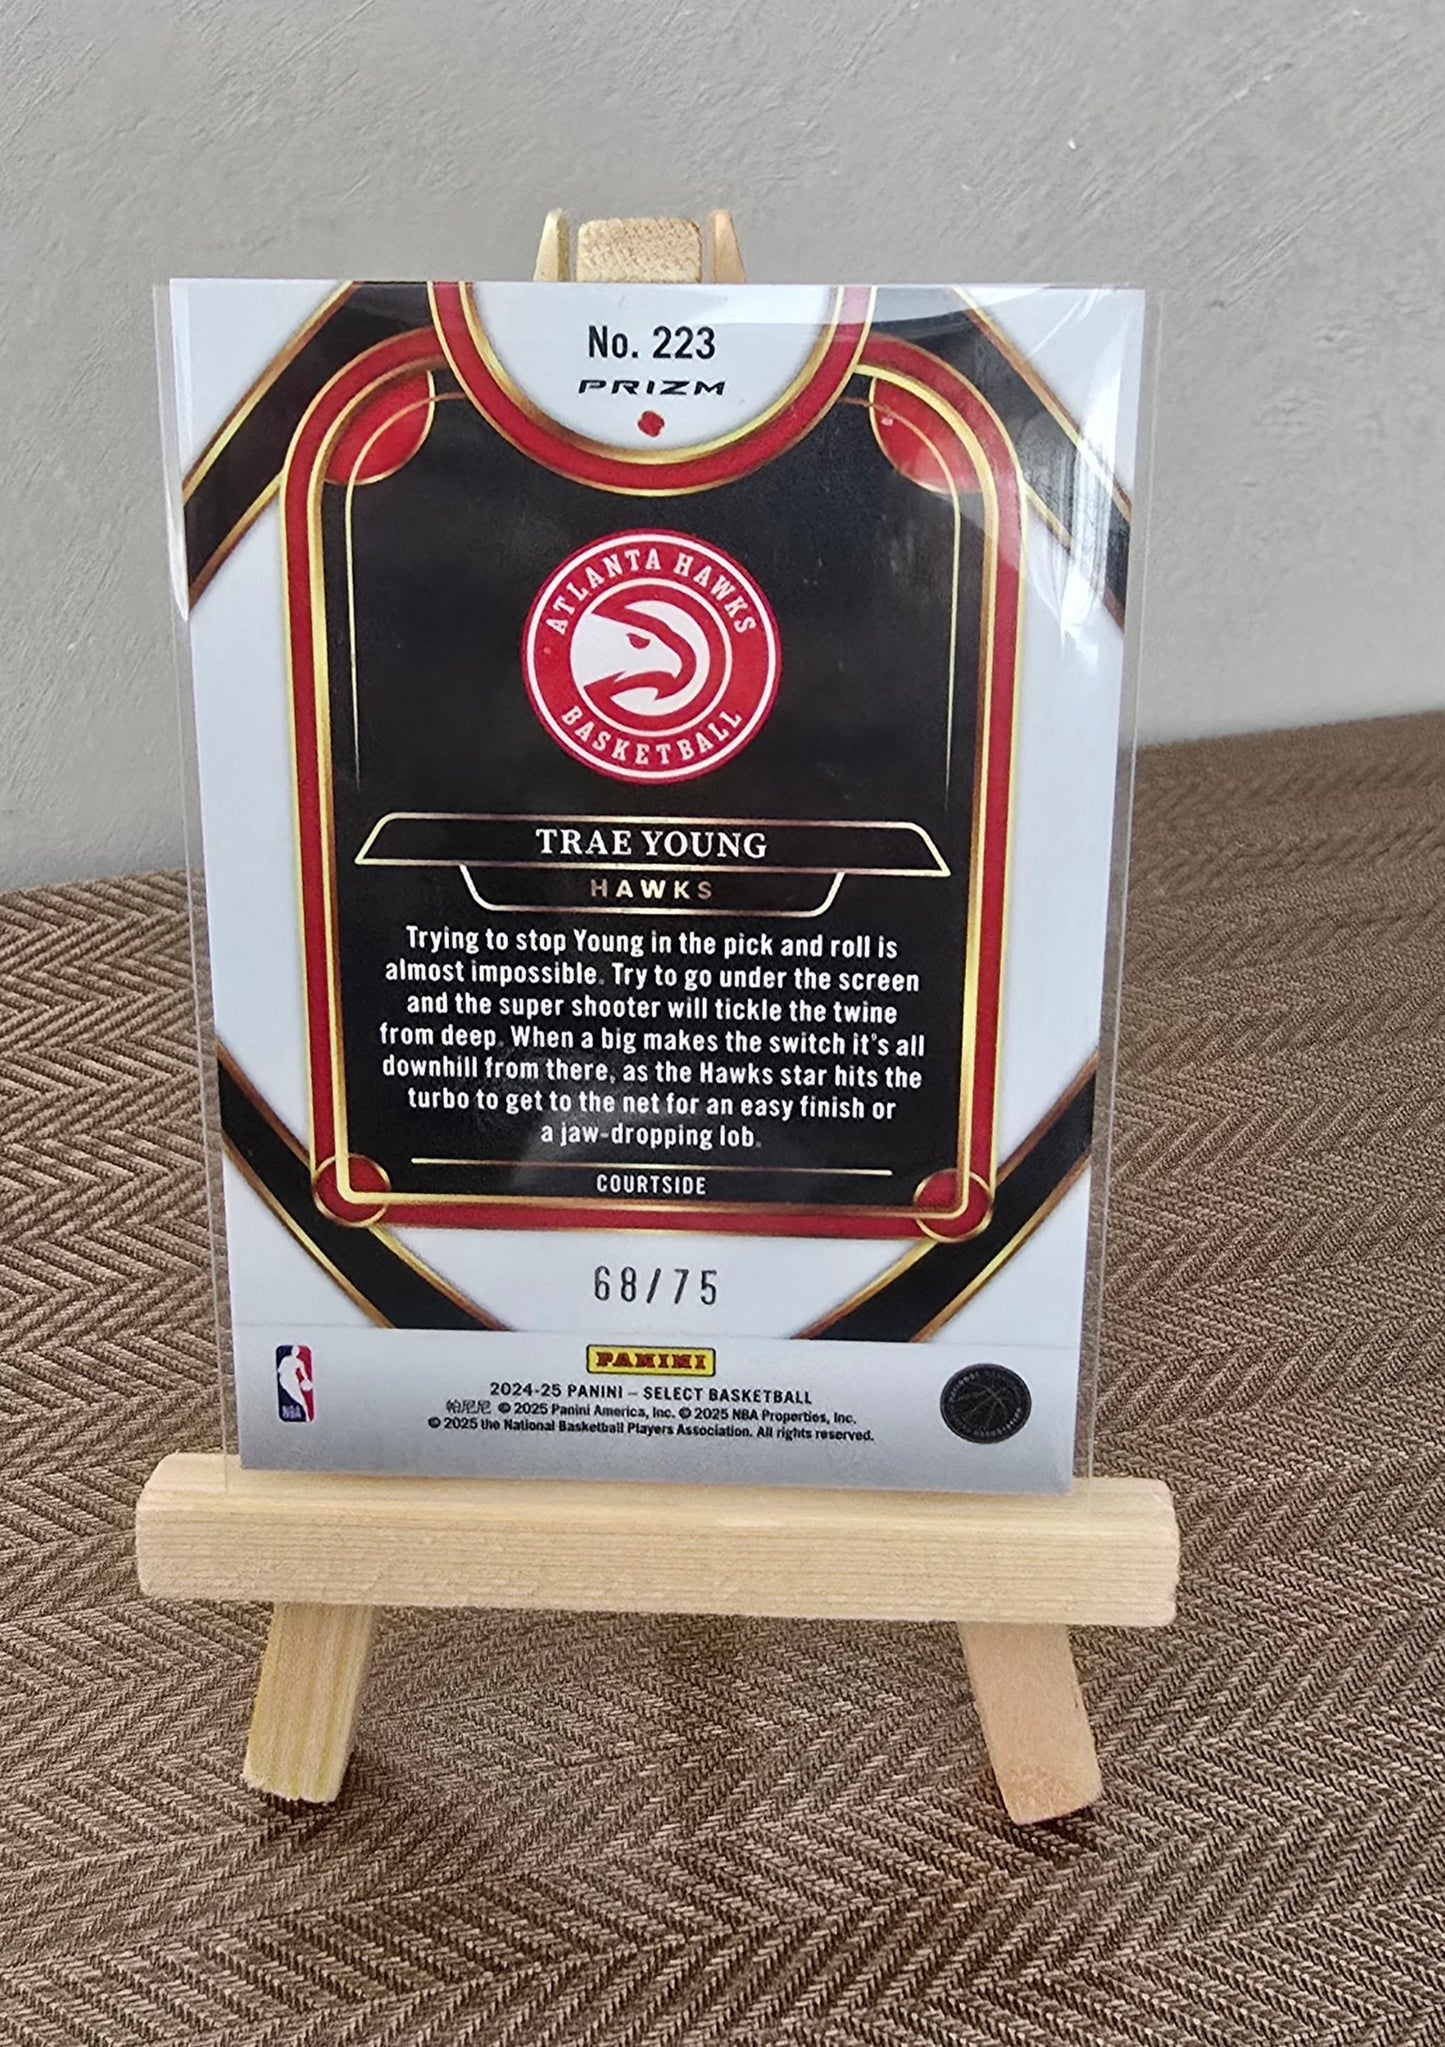 No. 223
PRIZM
ATLANTA HAWKS
BASKETBALL
TRAE YOUNG
HAWKS
Trying to stop Young in the pick and roll is
almost impossible. Try to go under the screen
and the super shooter will tickle the twine
from deep. When a big makes the switch it's all
downhill from there, as the Hawks star hits the
turbo to get to the net for an easy finish or
a jaw-dropping lob.
COURTSIDE
68/75
PANINI
2024-25 PANINI – SELECT BASKETBALL
帕尼尼 © 2025 Panini America, Inc. © 2025 NBA Properties, Inc.
© 2025 the National Basketball Players Association. All rights reserved.
NBA